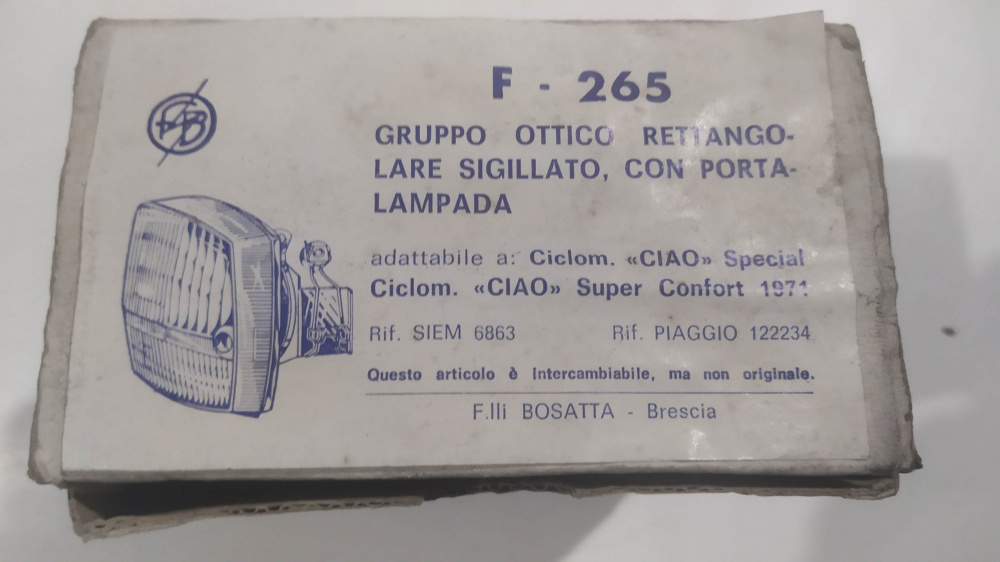 F - 265
GRUPPO OTTICO RETTANGO-
LARE SIGILLATO, CON PORTA-
LAMPADA
adattabile a: Ciclom. «CIAO» Special
Ciclom. «CIAO» Super Confort 1971
Rif. SIEM 6863 Rif. PIAGGIO 122234
Questo articolo è Intercambiabile, ma non originale.
F.lli BOSATTA - Brescia